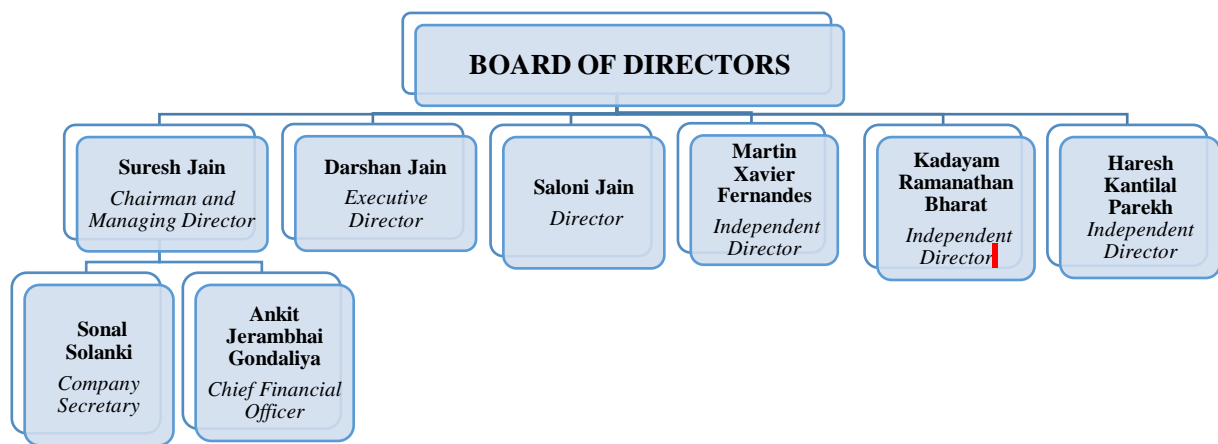 BOARD OF DIRECTORS
Suresh Jain
Chairman and
Managing Director
Darshan Jain
Executive
Director
Saloni Jain
Director
Martin
Xavier
Fernandes
Independent
Director
Kadayam
Ramanathan
Bharat
Independent
Director
Haresh
Kantilal
Parekh
Independent
Director
Sonal
Solanki
Company
Secretary
Ankit
Jerambhai
Gondaliya
Chief Financial
Officer